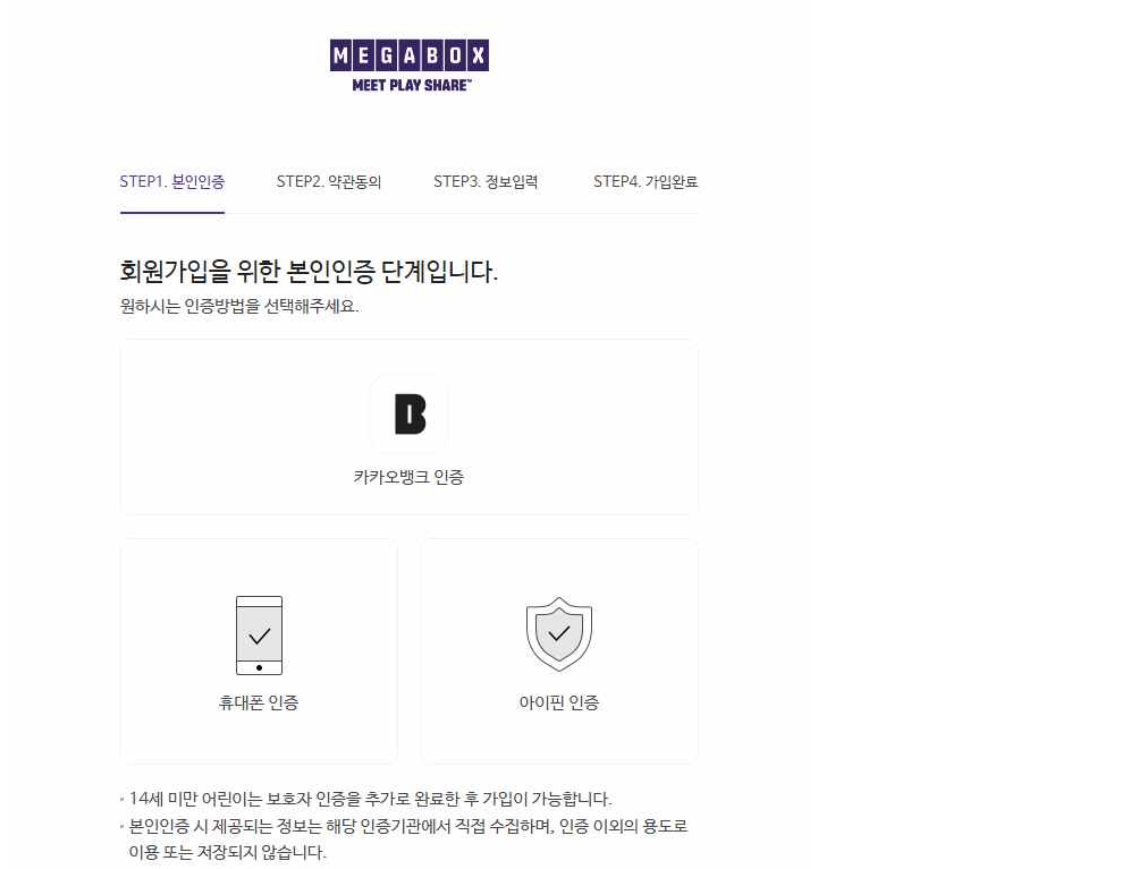 MEGABOX
MEET PLAY SHARE™
STEP1. 본인인증 STEP2. 약관동의 STEP3. 정보입력 STEP4. 가입완료
회원가입을 위한 본인인증 단계입니다.
원하시는 인증방법을 선택해주세요.
B
카카오뱅크 인증
휴대폰 인증 아이핀 인증
• 14세 미만 어린이는 보호자 인증을 추가로 완료한 후 가입이 가능합니다.
• 본인인증 시 제공되는 정보는 해당 인증기관에서 직접 수집하며, 인증 이외의 용도로
이용 또는 저장되지 않습니다.